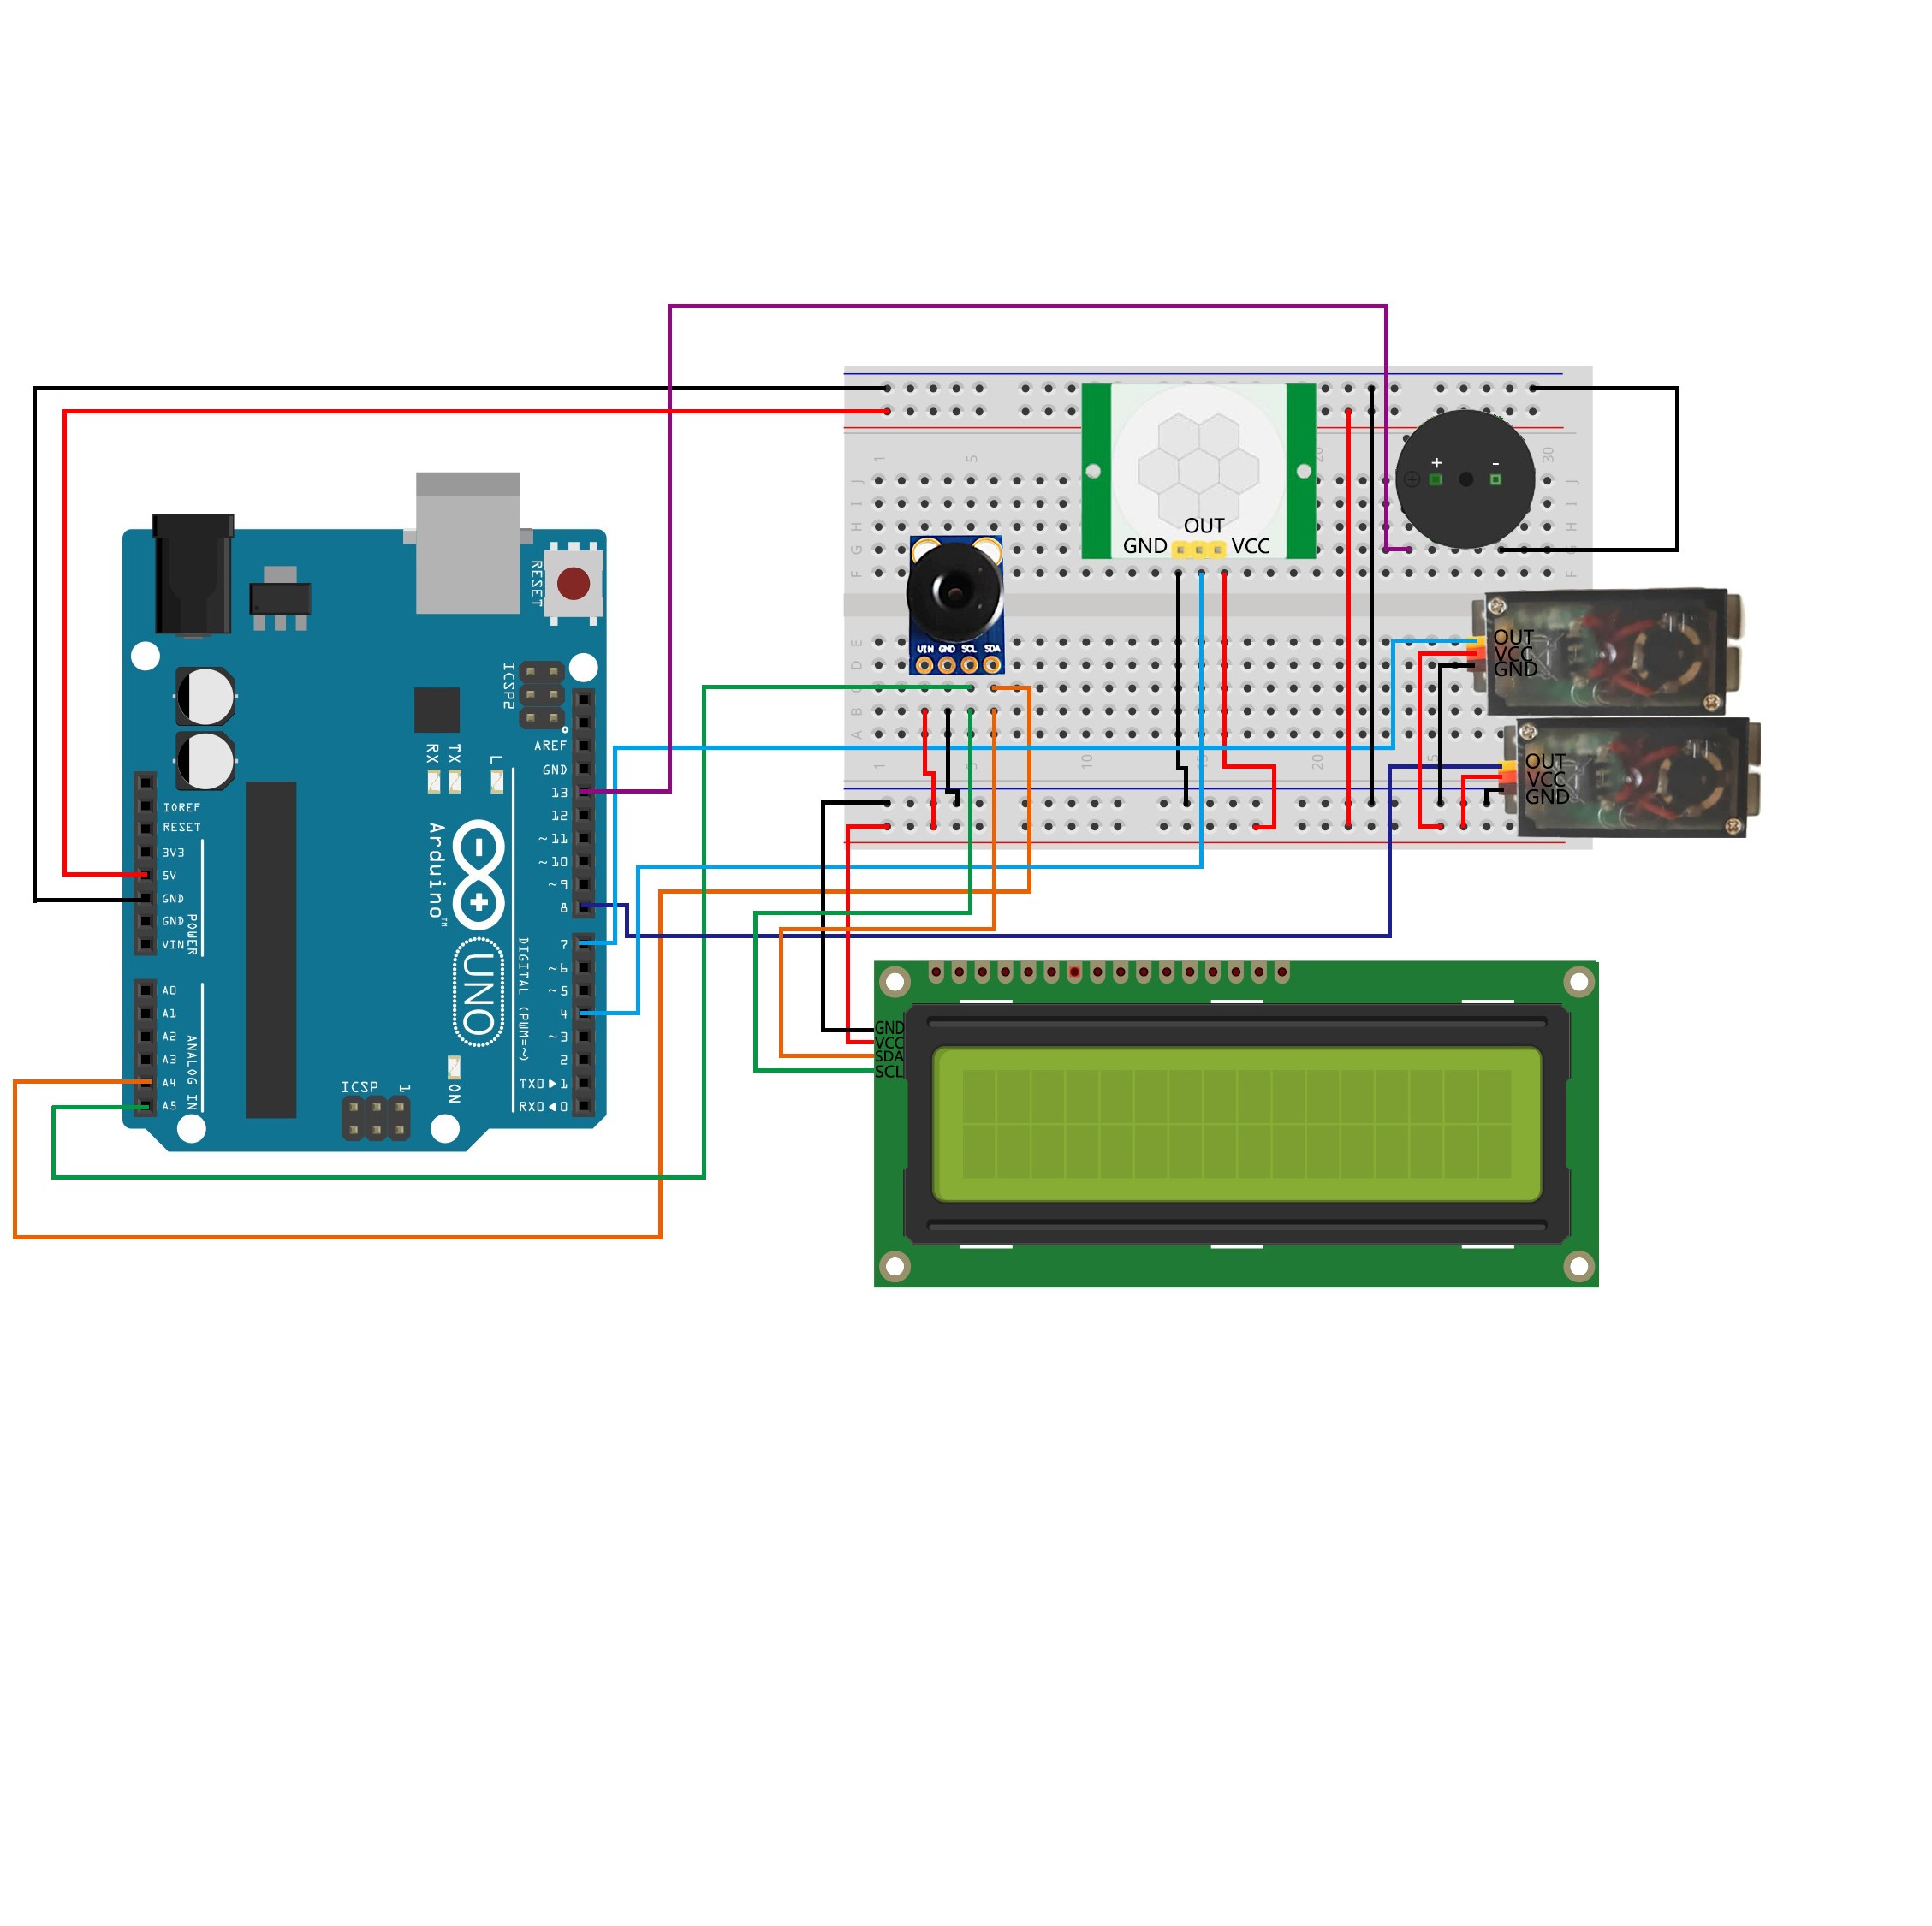 RESET
ICSP2
AREF
GND
13
12
~11
~10
~9
8
7
~6
~5
4
~3
2
TX0▶1
RX0◀0
DIGITAL (PWM=~)
IOREF
RESET
3V3
5V
GND
GND
VIN
POWER
A0
A1
A2
A3
A4
A5
ANALOG IN
RX
TX
L
Arduino™
UNO
ON
ICSP
1
1
5
20
30
J
I
H
G
F
J
I
H
F
OUT
GND
VCC
+
-
VIN GND SCL SDA
E
D
C
B
A
1
5
10
15
20
OUT
VCC
GND
OUT
VCC
GND
GND
VCC
SDA
SCL